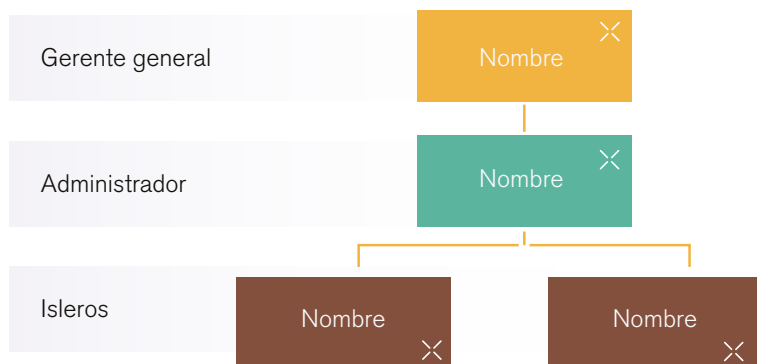 Gerente general
Nombre
Administrador
Nombre
Isleros
Nombre
Nombre